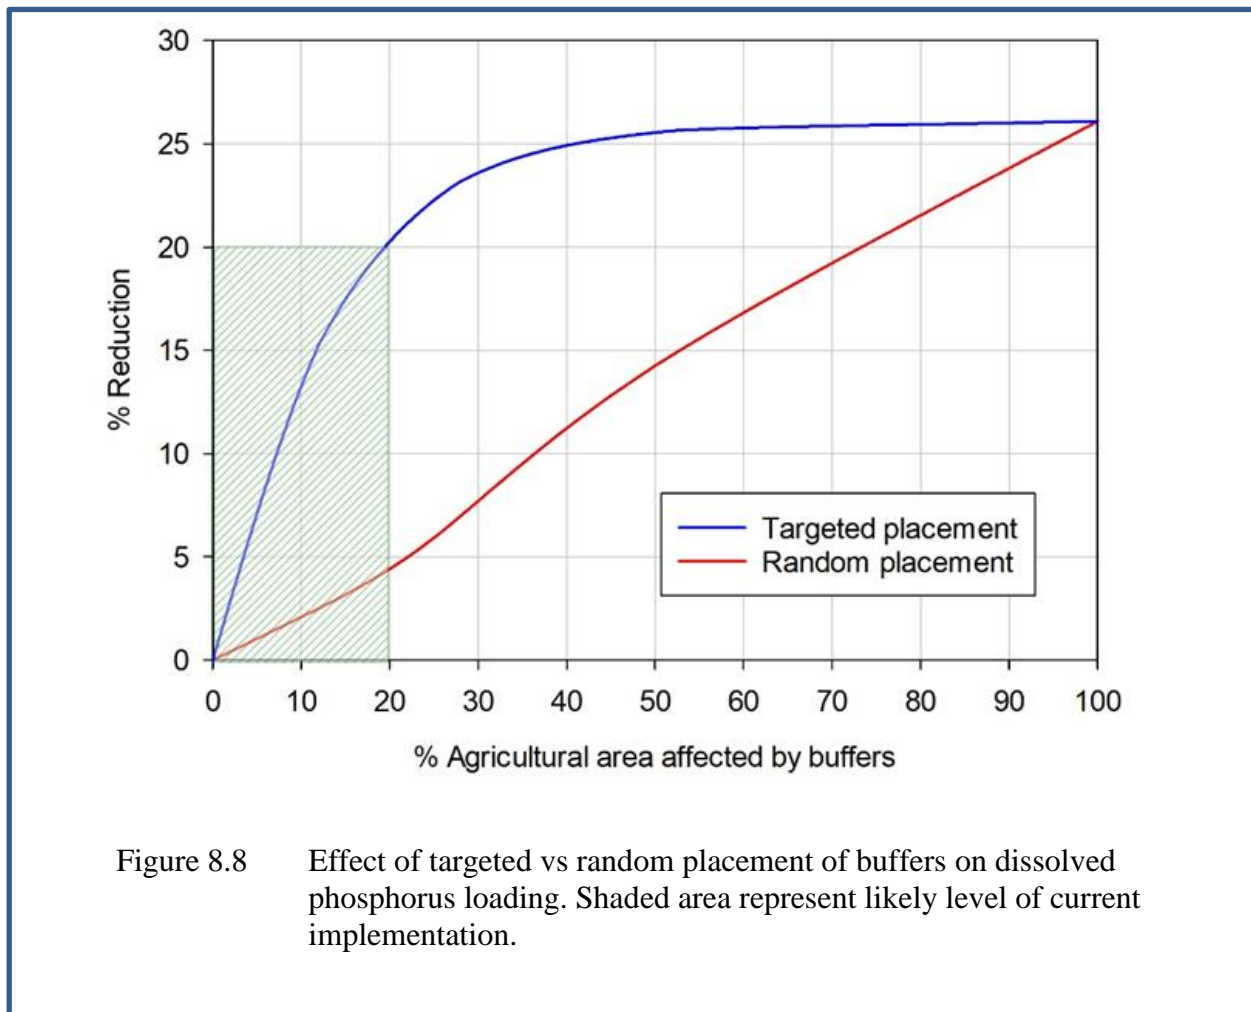 30
25
20
15
10
5
0
% Reduction
Targeted placement
Random placement
0 10 20 30 40 50 60 70 80 90 100
% Agricultural area affected by buffers
Figure 8.8 Effect of targeted vs random placement of buffers on dissolved
phosphorus loading. Shaded area represent likely level of current
implementation.